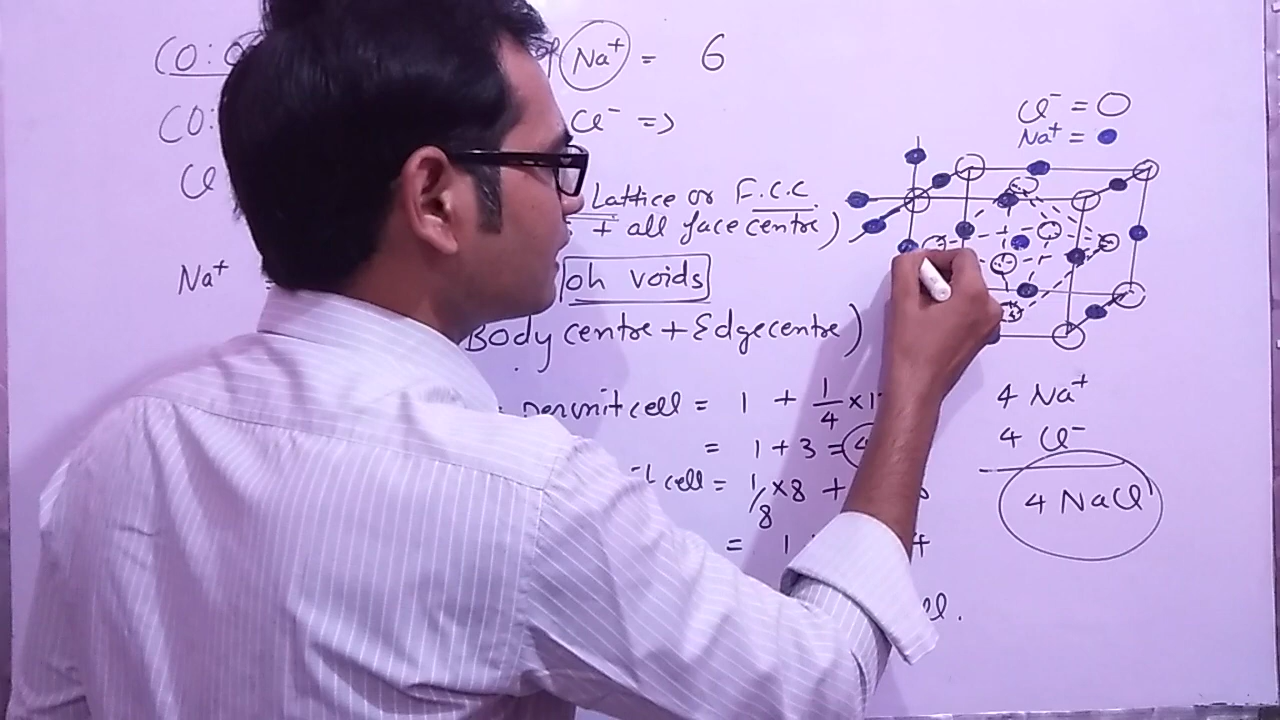 CO: of Na⁺ = 6
CO: Cl⁻ =>
Cl⁻ = ○
Na⁺ = ●
Cl Lattice or F.C.C.
+ all face centre)
Na⁺ oh voids
Body centre + Edge centre)
per unit cell = 1 + 1/4 ×
= 1 + 3 = 4
cell = 1/8 × 8 +
= 1 4
4 Na⁺
4 Cl⁻
4 NaCl